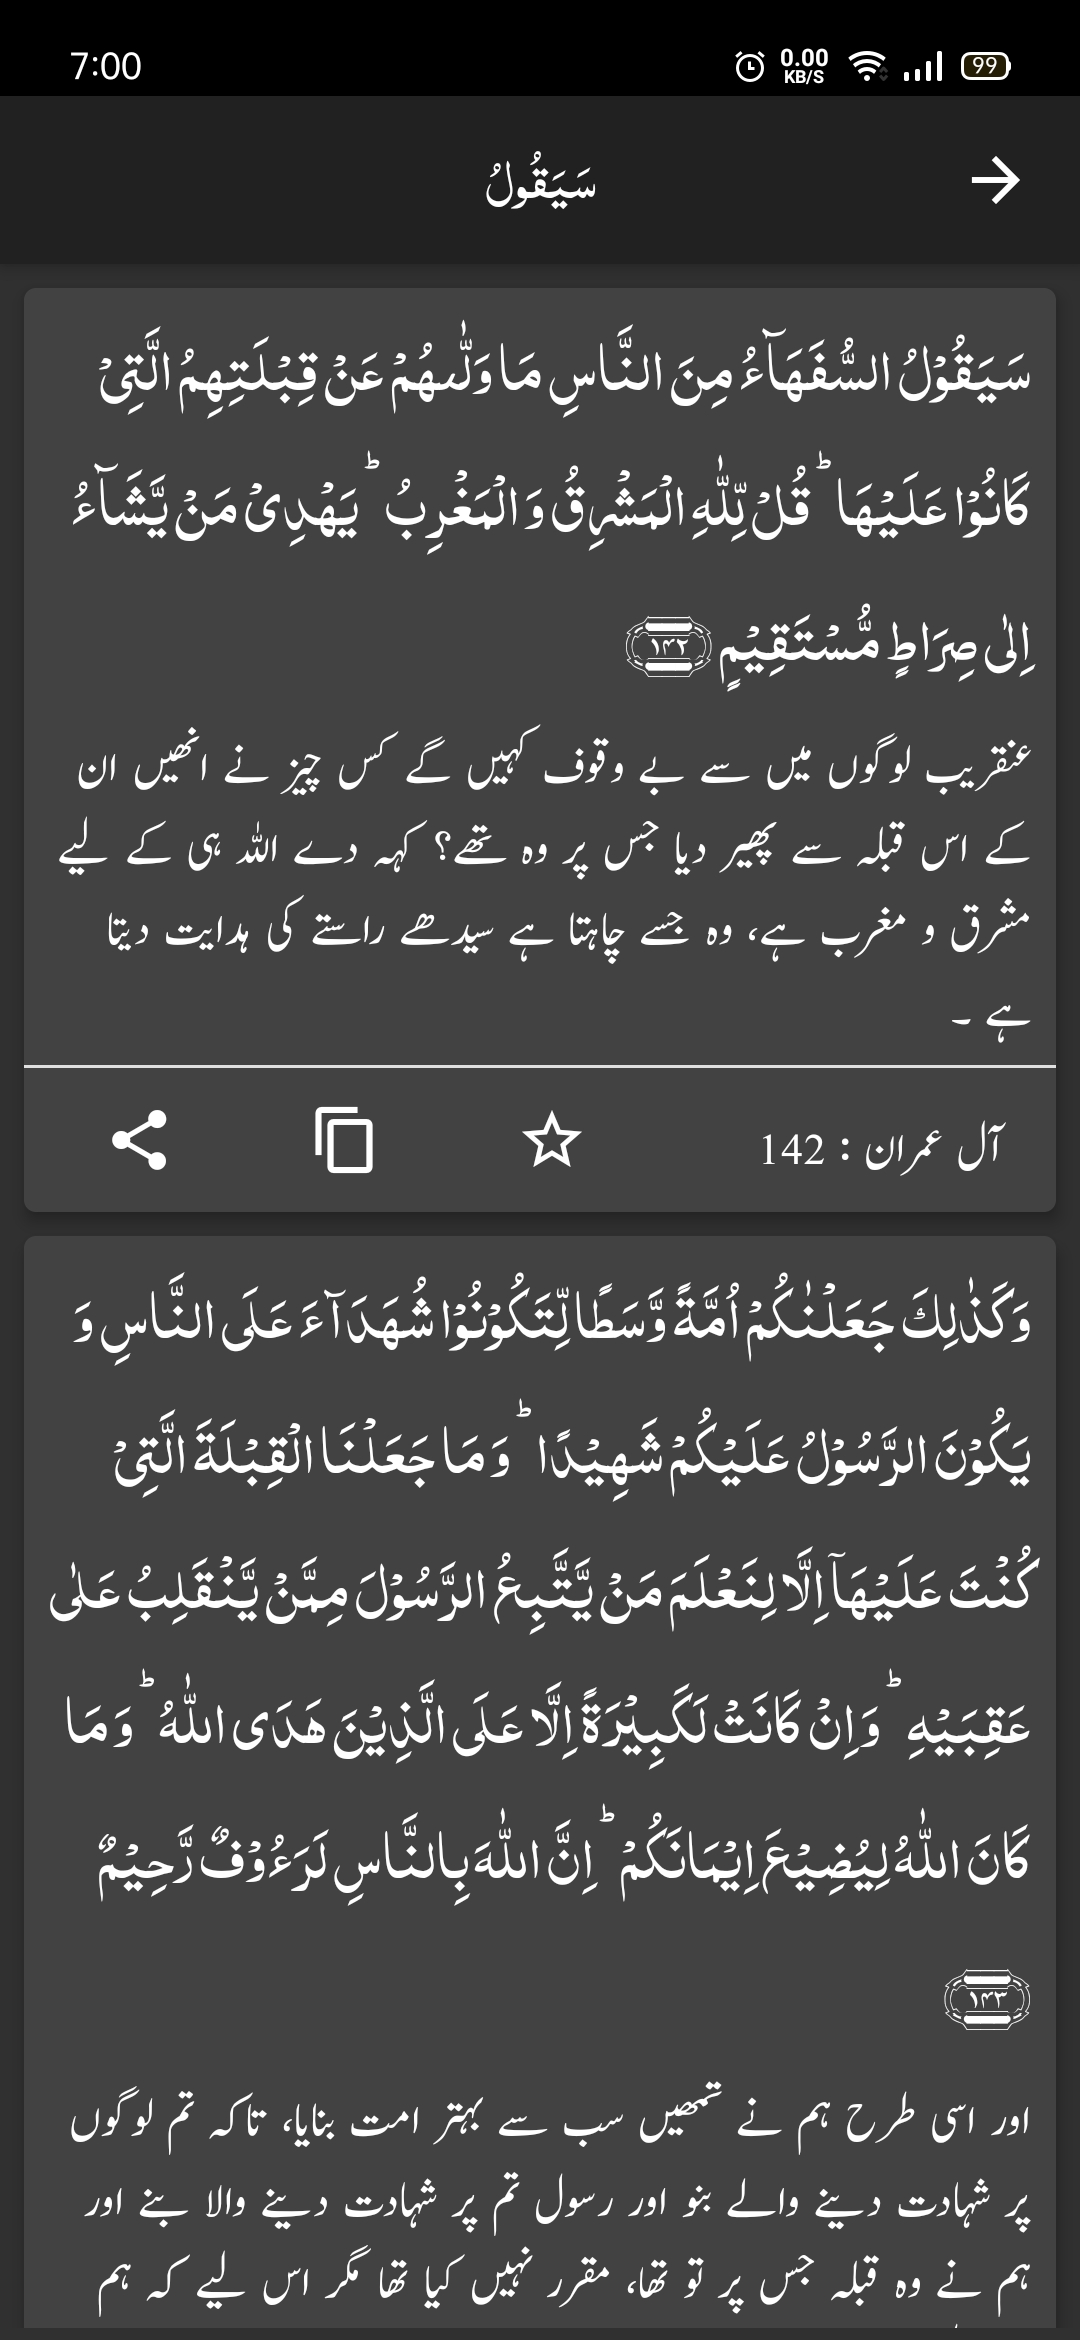 7:00
0.00
KB/S
99
سَيَقُولُ
سَيَقُوۡلُ السُّفَهَآءُ مِنَ النَّاسِ مَا وَلّٰٮهُمۡ عَنۡ قِبۡلَتِهِمُ الَّتِىۡ
كَانُوۡا عَلَيۡهَا ؕ قُلۡ لِّلّٰهِ الۡمَشۡرِقُ وَ الۡمَغۡرِبُ ؕ يَهۡدِىۡ مَنۡ يَّشَآءُ
اِلٰى صِرَاطٍ مُّسۡتَقِيۡمٍ ﴿۱۴۲﴾
عنقریب لوگوں میں سے بے وقوف کہیں گے کس چیز نے انھیں ان
کے اس قبلہ سے پھیر دیا جس پر وہ تھے؟ کہہ دے اللہ ہی کے لیے
مشرق و مغرب ہے، وہ جسے چاہتا ہے سیدھے راستے کی ہدایت دیتا
ہے ۔
آل عمران : 142
وَكَذٰلِكَ جَعَلۡنٰكُمۡ اُمَّةً وَّسَطًا لِّتَکُوۡنُوۡا شُهَدَآءَ عَلَى النَّاسِ وَ
يَكُوۡنَ الرَّسُوۡلُ عَلَيۡكُمۡ شَهِيۡدًا ؕ وَمَا جَعَلۡنَا الۡقِبۡلَةَ الَّتِىۡ
كُنۡتَ عَلَيۡهَآ اِلَّا لِنَعۡلَمَ مَنۡ يَّتَّبِعُ الرَّسُوۡلَ مِمَّنۡ يَّنۡقَلِبُ عَلٰى
عَقِبَيۡهِ ؕ وَاِنۡ كَانَتۡ لَكَبِيۡرَةً اِلَّا عَلَى الَّذِيۡنَ هَدَى اللّٰهُ ؕ وَمَا
كَانَ اللّٰهُ لِيُضِيْعَ اِيۡمَانَكُمۡ ؕ اِنَّ اللّٰهَ بِالنَّاسِ لَرَءُوۡفٌ رَّحِيۡمٌ
﴿۱۴۳﴾
اور اسی طرح ہم نے تمھیں سب سے بہتر امت بنایا، تاکہ تم لوگوں
پر شہادت دینے والے بنو اور رسول تم پر شہادت دینے والا بنے اور
ہم نے وہ قبلہ جس پر تو تھا، مقرر نہیں کیا تھا مگر اس لیے کہ ہم